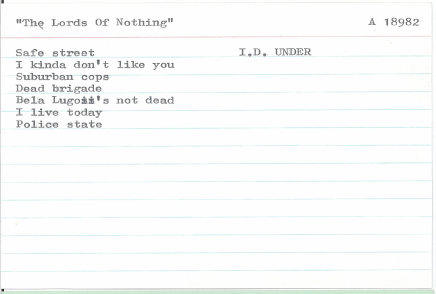 "The Lords Of Nothing" A 18982
Safe street I.D. UNDER
I kinda don't like you
Suburban cops
Dead brigade
Bela Lugosi's not dead
I live today
Police state